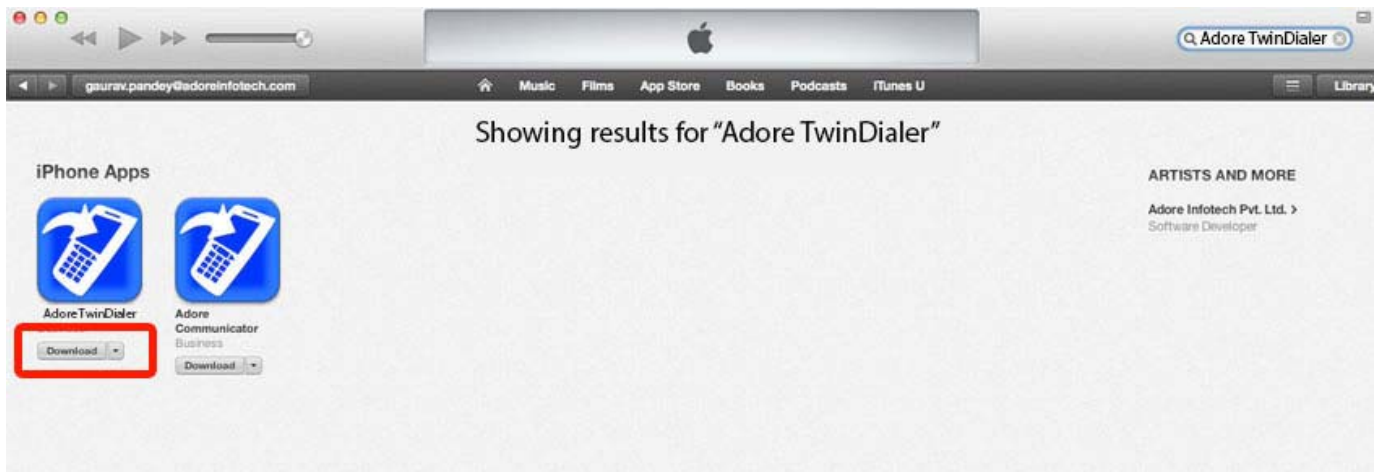 Adore TwinDialer
gaurav.pandey@adoreinfotech.com
Music Films App Store Books Podcasts iTunes U
Library
Showing results for "Adore TwinDialer"
iPhone Apps
AdoreTwinDialer
Download
Adore
Communicator
Business
Download
ARTISTS AND MORE
Adore Infotech Pvt. Ltd. >
Software Developer